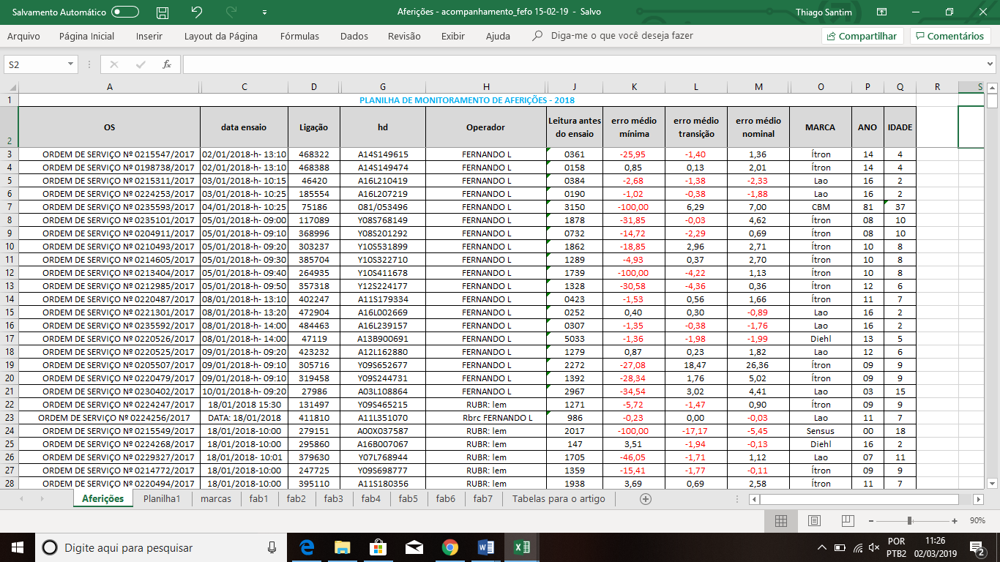 Salvamento Automático
Aferições - acompanhamento_fefo 15-02-19 - Salvo
Thiago Santim
Arquivo Página Inicial Inserir Layout da Página Fórmulas Dados Revisão Exibir Ajuda Diga-me o que você deseja fazer Compartilhar Comentários
S2 fx
A C D G H J K L M O P Q R S
1 PLANILHA DE MONITORAMENTO DE AFERIÇÕES - 2018
2 OS data ensaio Ligação hd Operador Leitura antes do ensaio erro médio mínima erro médio transição erro médio nominal MARCA ANO IDADE
3 ORDEM DE SERVIÇO Nº 0215547/2017 02/01/2018-h- 13:10 468322 A14S149615 FERNANDO L 0361 -25,95 -1,40 1,36 Ítron 14 4
4 ORDEM DE SERVIÇO Nº 0198738/2017 02/01/2018-h- 13:10 468388 A14S149474 FERNANDO L 0158 0,85 0,13 2,01 Ítron 14 4
5 ORDEM DE SERVIÇO Nº 0215311/2017 03/01/2018-h- 10:15 46420 A16L210419 FERNANDO L 0384 -2,68 -1,38 -2,33 Lao 16 2
6 ORDEM DE SERVIÇO Nº 0224253/2017 03/01/2018-h- 10:25 185554 A16L207219 FERNANDO L 0190 -1,02 -0,38 -1,88 Lao 16 2
7 ORDEM DE SERVIÇO Nº 0235593/2017 04/01/2018-h- 10:25 75186 081/053496 FERNANDO L 3150 -100,00 6,29 7,00 CBM 81 37
8 ORDEM DE SERVIÇO Nº 0235101/2017 05/01/2018-h- 09:00 117089 Y08S768149 FERNANDO L 1878 -31,85 -0,03 4,62 Ítron 08 10
9 ORDEM DE SERVIÇO Nº 0204911/2017 05/01/2018-h- 09:10 368996 Y08S201292 FERNANDO L 0732 -14,72 -2,29 0,69 Ítron 08 10
10 ORDEM DE SERVIÇO Nº 0210493/2017 05/01/2018-h- 09:20 303237 Y10S531899 FERNANDO L 1862 -18,85 2,96 2,71 Ítron 10 8
11 ORDEM DE SERVIÇO Nº 0214605/2017 05/01/2018-h- 09:30 385704 Y10S322710 FERNANDO L 1289 -4,93 0,37 2,70 Ítron 10 8
12 ORDEM DE SERVIÇO Nº 0213404/2017 05/01/2018-h- 09:40 264935 Y10S411678 FERNANDO L 1739 -100,00 -4,22 1,13 Ítron 10 8
13 ORDEM DE SERVIÇO Nº 0212985/2017 05/01/2018-h- 09:50 357318 Y12S224177 FERNANDO L 1328 -30,58 -4,36 0,36 Ítron 12 6
14 ORDEM DE SERVIÇO Nº 0220487/2017 08/01/2018-h- 13:10 402247 A11S179334 FERNANDO L 0423 -1,53 0,56 1,66 Ítron 11 7
15 ORDEM DE SERVIÇO Nº 0221301/2017 08/01/2018-h- 13:20 472904 A16L002669 FERNANDO L 0252 0,40 0,30 -0,89 Lao 16 2
16 ORDEM DE SERVIÇO Nº 0235592/2017 08/01/2018-h- 14:00 484463 A16L239157 FERNANDO L 0307 -1,35 -0,38 -1,76 Lao 16 2
17 ORDEM DE SERVIÇO Nº 0220526/2017 08/01/2018-h- 14:00 47119 A13B900691 FERNANDO L 5033 -1,36 -1,98 -1,99 Diehl 13 5
18 ORDEM DE SERVIÇO Nº 0220525/2017 09/01/2018-h- 09:20 423232 A12L162880 FERNANDO L 1279 0,87 0,23 1,82 Lao 12 6
19 ORDEM DE SERVIÇO Nº 0205507/2017 09/01/2018-h- 09:10 305716 Y09S652677 FERNANDO L 2272 -27,08 18,47 26,36 Ítron 09 9
20 ORDEM DE SERVIÇO Nº 0220479/2017 09/01/2018-h- 09:10 319458 Y09S244731 FERNANDO L 1392 -28,34 1,76 5,02 Ítron 09 9
21 ORDEM DE SERVIÇO Nº 0230402/2017 10/01/2018-h- 09:20 27986 A03L108864 FERNANDO L 2967 -34,54 3,02 4,41 Lao 03 15
22 ORDEM DE SERVIÇO Nº 0224247/2017 18/01/2018 15:30 131497 Y09S465215 RUBR: lem 1271 -5,72 -1,47 0,90 Ítron 09 9
23 ORDEM DE SERVIÇO Nº 0224256/2017 DATA: 18/01/2018 411810 A11L351070 Rbrc FERNANDO L 986 -0,23 0,00 -0,03 Lao 11 7
24 ORDEM DE SERVIÇO Nº 0215549/2017 18/01/2018-10:00 279151 A00X037587 RUBR: lem 2017 -100,00 -17,17 -5,45 Sensus 00 18
25 ORDEM DE SERVIÇO Nº 0224268/2017 18/01/2018-10:00 295860 A16B007067 RUBR: lem 147 3,51 -1,94 -0,13 Diehl 16 2
26 ORDEM DE SERVIÇO Nº 0229327/2017 18/01/2018- 10:01 379630 Y07L768944 RUBR: lem 1705 -46,05 -1,71 1,12 Lao 07 11
27 ORDEM DE SERVIÇO Nº 0214772/2017 18/01/2018-10:00 247725 Y09S698777 RUBR: lem 1359 -15,41 -1,77 -0,11 Ítron 09 9
28 ORDEM DE SERVIÇO Nº 0220494/2017 18/01/2018-10:00 395110 A11S180356 RUBR: lem 1938 3,69 0,69 2,58 Ítron 11 7
Aferições Planilha1 marcas fab1 fab2 fab3 fab4 fab5 fab6 fab7 Tabelas para o artigo
90%
Digite aqui para pesquisar
POR 11:26
PTB2 02/03/2019 2